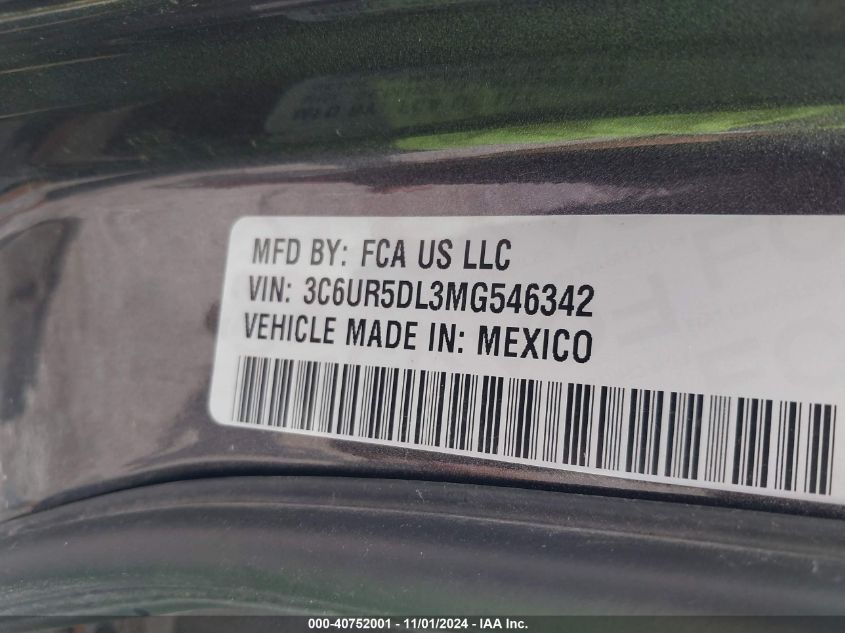 MFD BY: FCA US LLC
VIN: 3C6UR5DL3MG546342
VEHICLE MADE IN: MEXICO
000-40752001 - 11/01/2024 - IAA Inc.